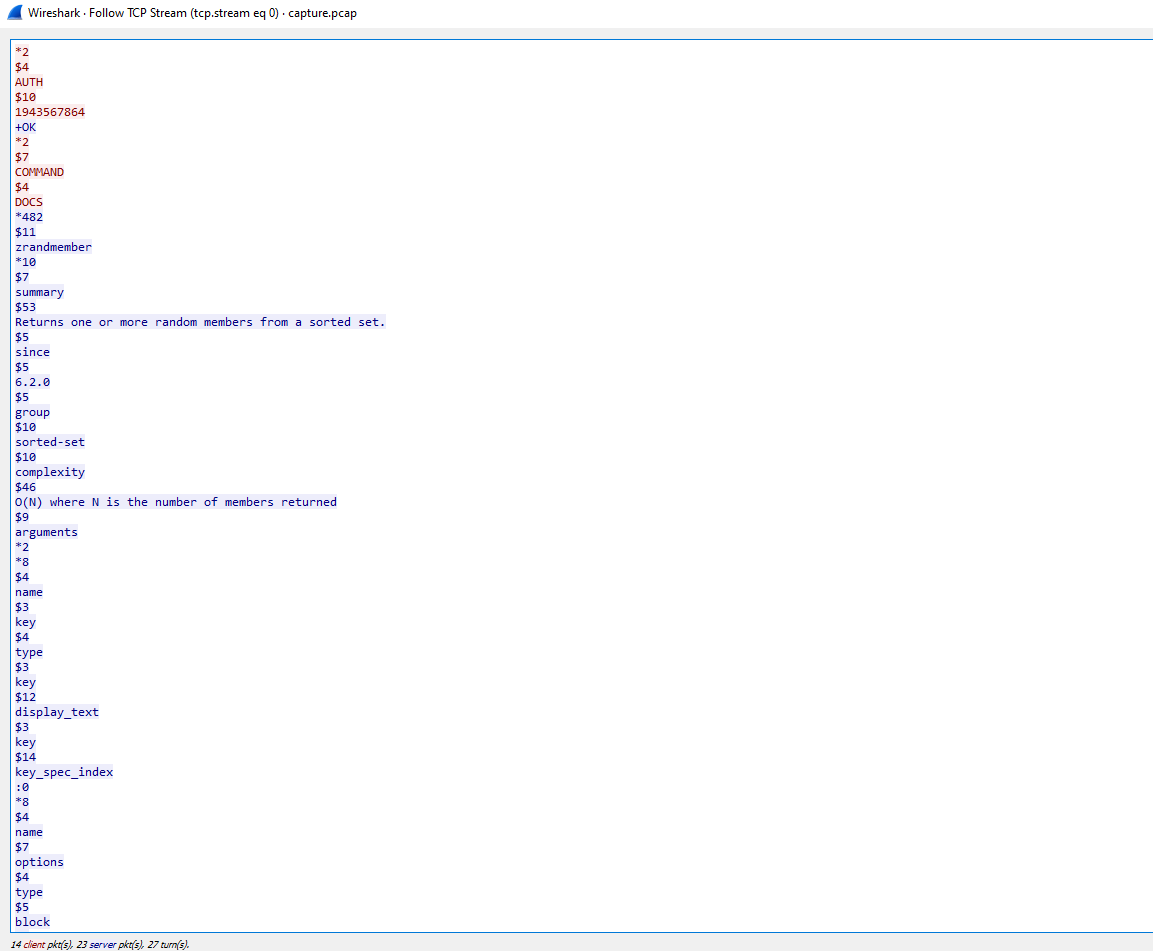 Wireshark · Follow TCP Stream (tcp.stream eq 0) · capture.pcap
*2
$4
AUTH
$10
1943567864
+OK
*2
$7
COMMAND
$4
DOCS
*482
$11
zrandmember
*10
$7
summary
$53
Returns one or more random members from a sorted set.
$5
since
$5
6.2.0
$5
group
$10
sorted-set
$10
complexity
$46
O(N) where N is the number of members returned
$9
arguments
*2
*8
$4
name
$3
key
$4
type
$3
key
$12
display_text
$3
key
$14
key_spec_index
:0
*8
$4
name
$7
options
$4
type
$5
block
14 client pkt(s), 23 server pkt(s), 27 turn(s).